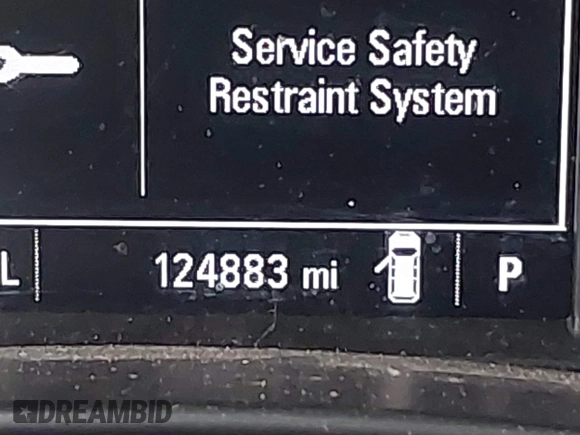 Service Safety
Restraint System
L 124883 mi P
DREAMBID